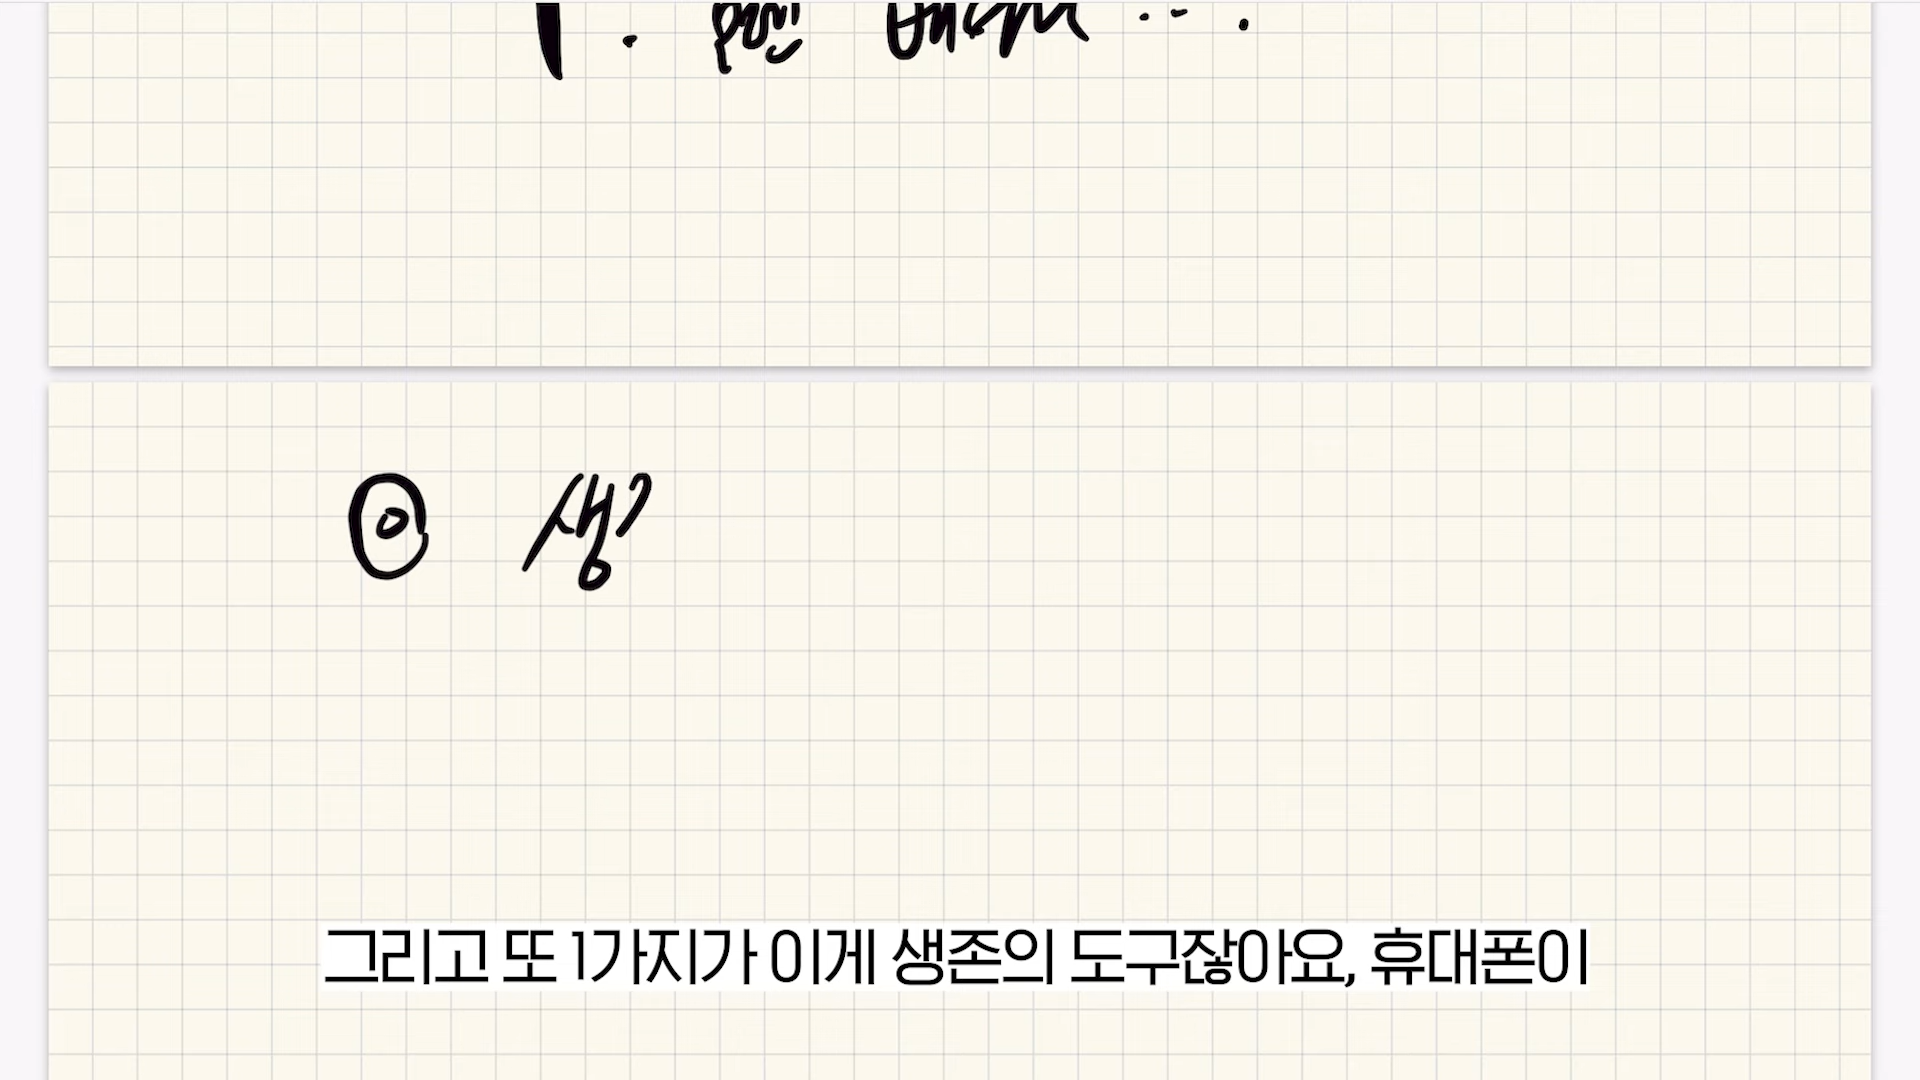 ◉ 생
그리고 또 1가지가 이게 생존의 도구잖아요, 휴대폰이